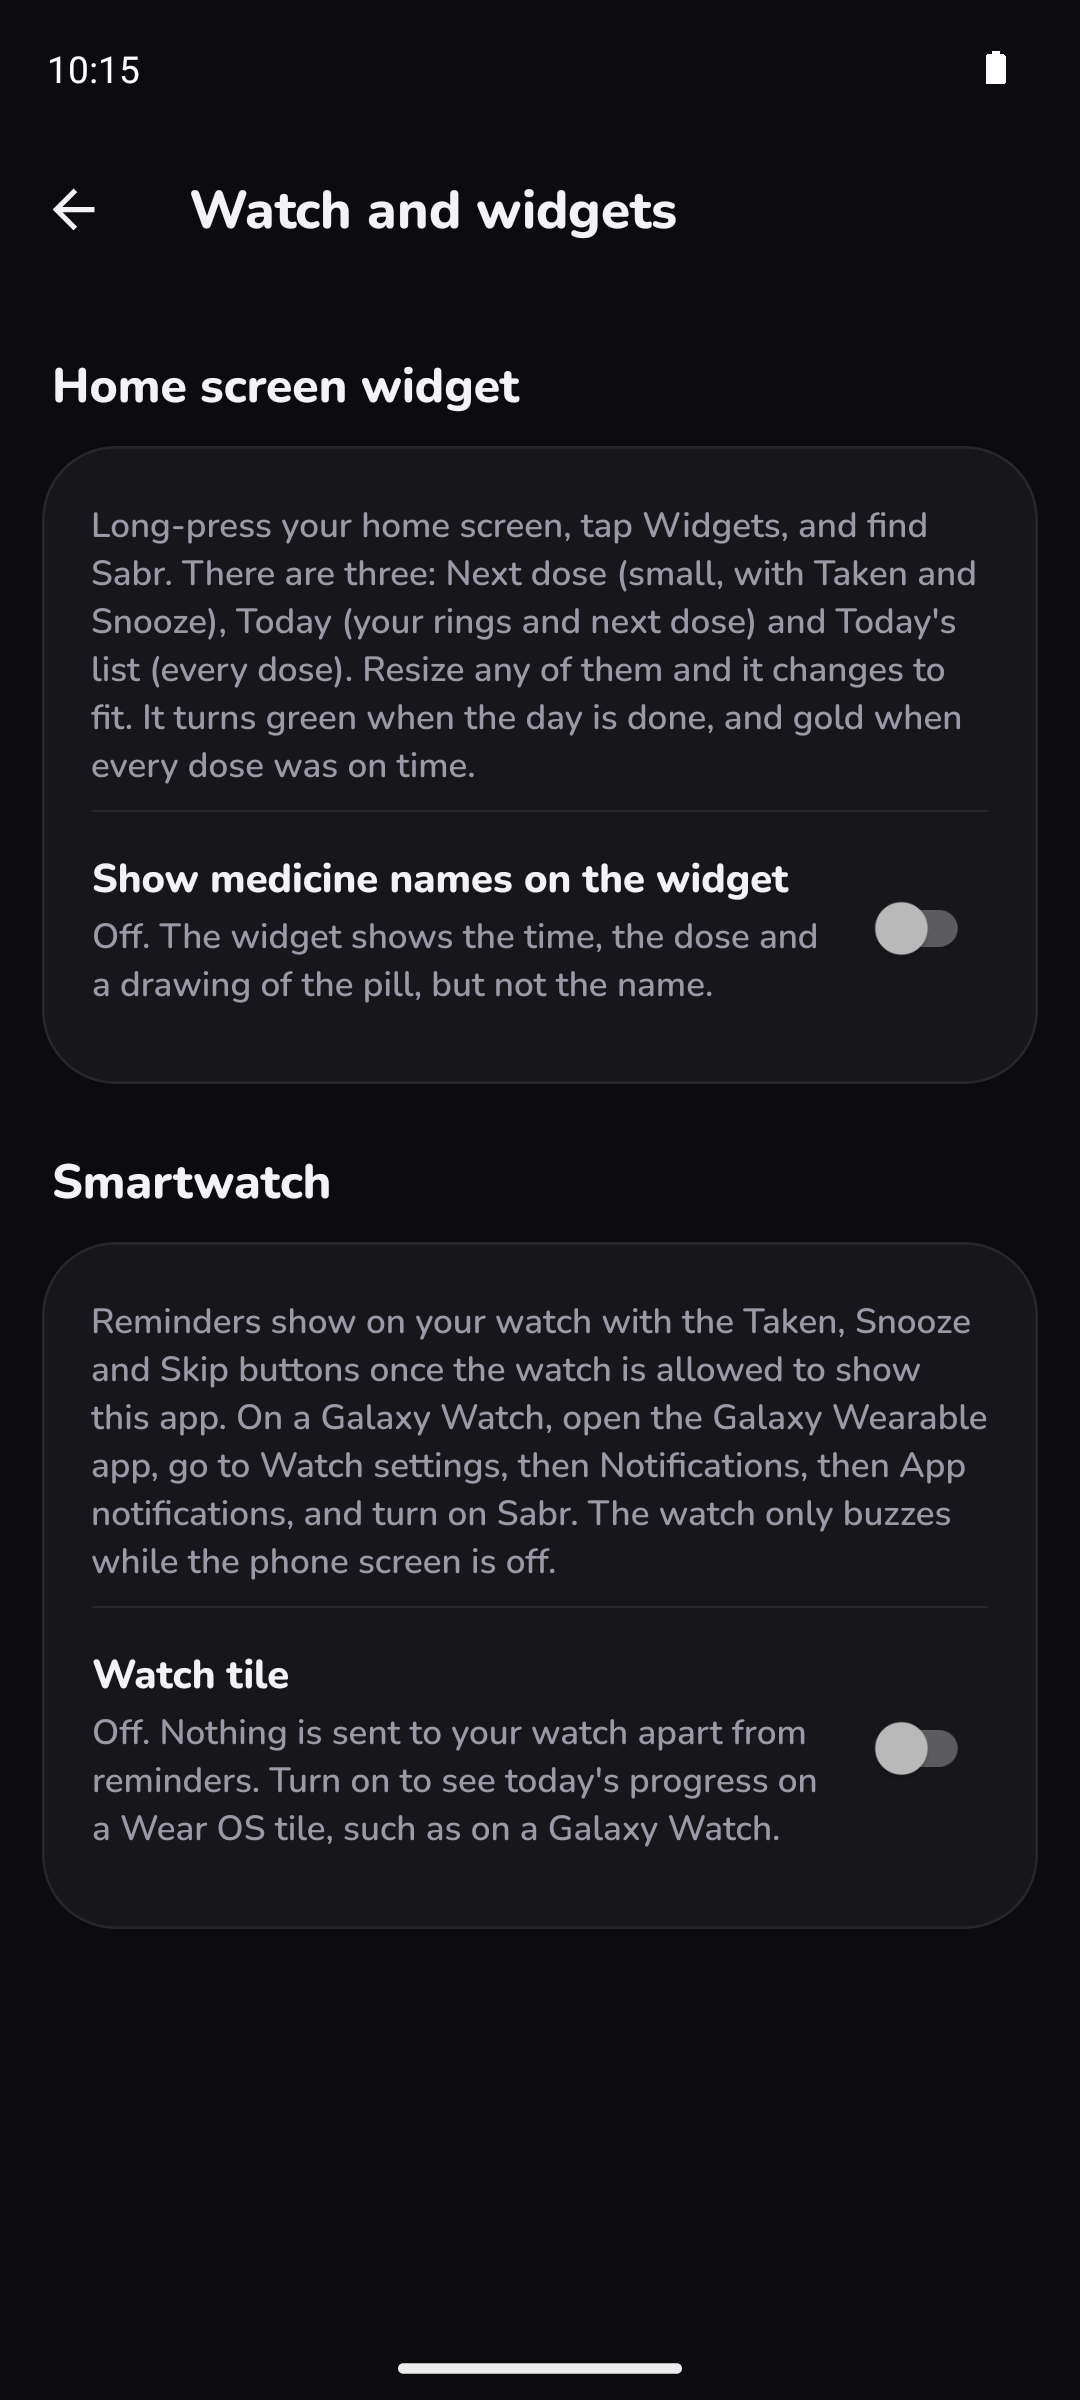 10:15
Watch and widgets
Home screen widget
Long-press your home screen, tap Widgets, and find
Sabr. There are three: Next dose (small, with Taken and
Snooze), Today (your rings and next dose) and Today's
list (every dose). Resize any of them and it changes to
fit. It turns green when the day is done, and gold when
every dose was on time.
Show medicine names on the widget
Off. The widget shows the time, the dose and
a drawing of the pill, but not the name.
Smartwatch
Reminders show on your watch with the Taken, Snooze
and Skip buttons once the watch is allowed to show
this app. On a Galaxy Watch, open the Galaxy Wearable
app, go to Watch settings, then Notifications, then App
notifications, and turn on Sabr. The watch only buzzes
while the phone screen is off.
Watch tile
Off. Nothing is sent to your watch apart from
reminders. Turn on to see today's progress on
a Wear OS tile, such as on a Galaxy Watch.